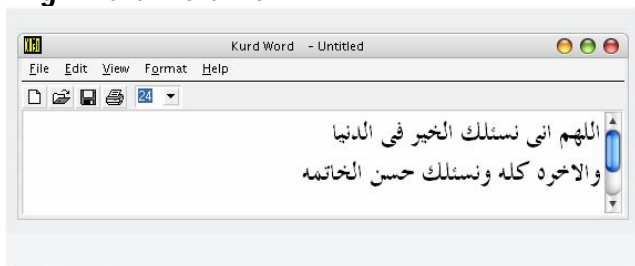 Kurd Word - Untitled
File Edit View Format Help
24
اللهم انى نسئلك الخير فى الدنيا
والاخره كله ونسئلك حسن الخاتمه